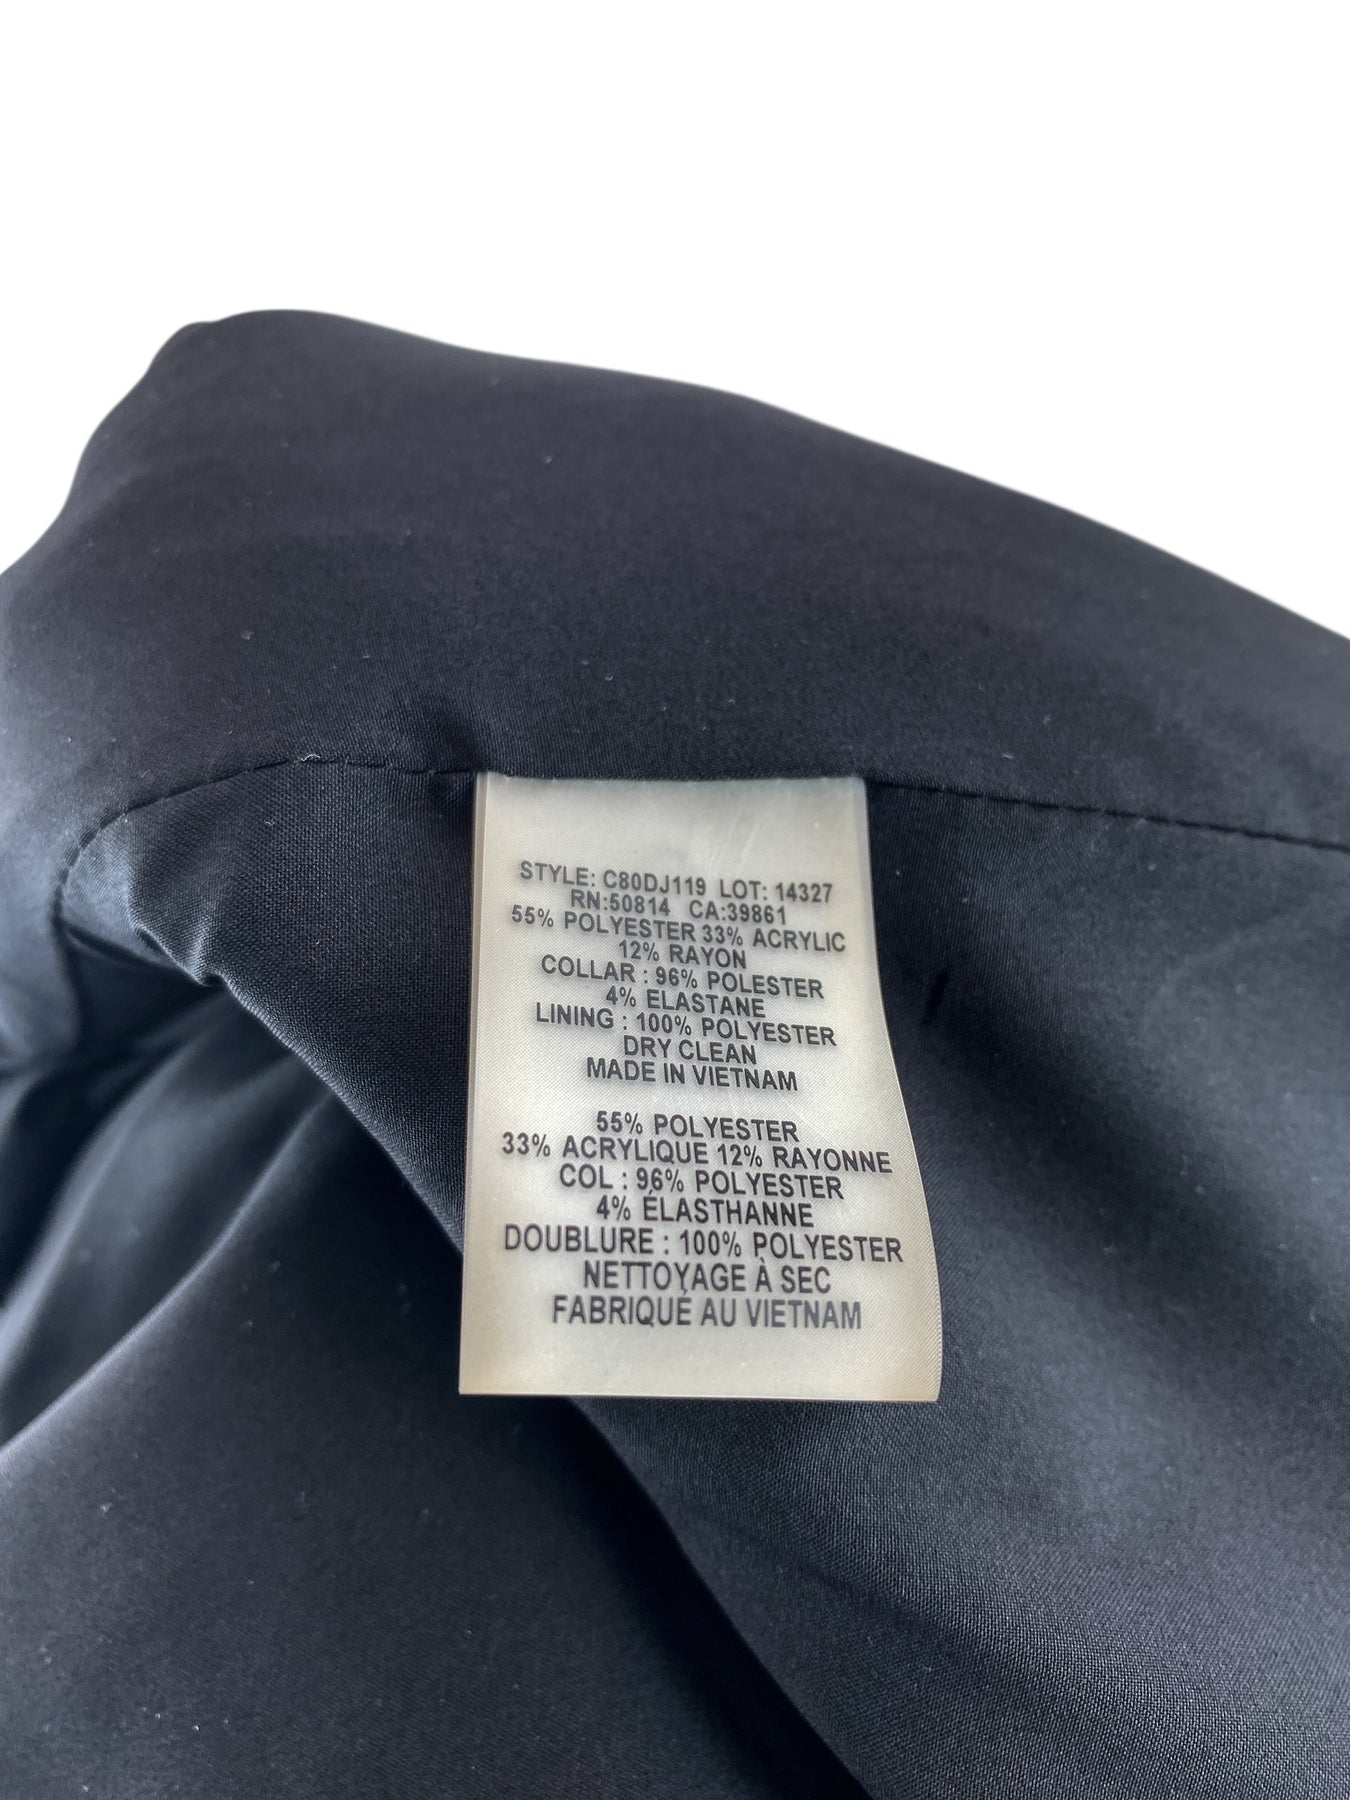 STYLE: C80DJ119 LOT: 14327
RN:50814 CA:39861
55% POLYESTER 33% ACRYLIC
12% RAYON
COLLAR : 96% POLESTER
4% ELASTANE
LINING : 100% POLYESTER
DRY CLEAN
MADE IN VIETNAM
55% POLYESTER
33% ACRYLIQUE 12% RAYONNE
COL : 96% POLYESTER
4% ÉLASTHANNE
DOUBLURE : 100% POLYESTER
NETTOYAGE À SEC
FABRIQUÉ AU VIETNAM